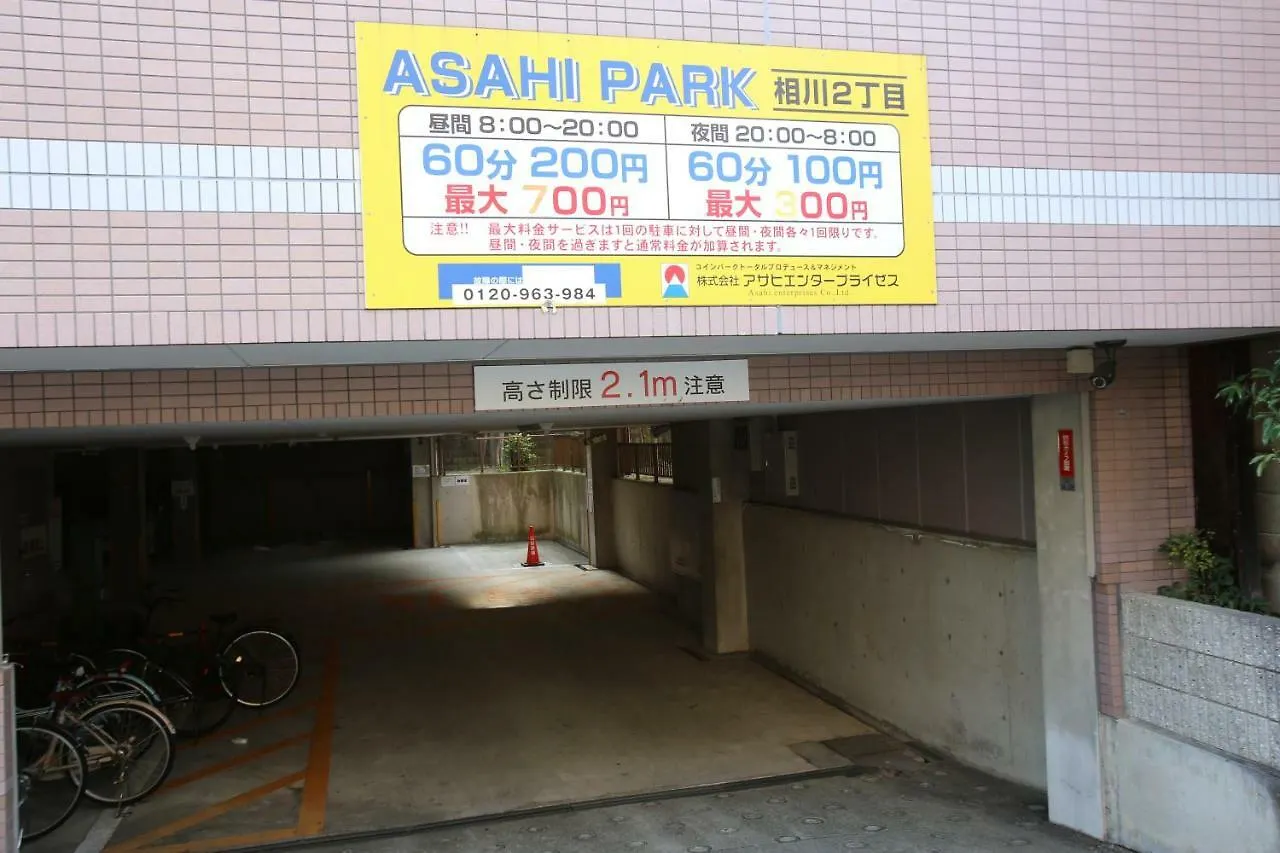 ASAHI PARK 相川2丁目
昼間 8:00～20:00
60分 200円
最大 700円
夜間 20:00～8:00
60分 100円
最大 300円
注意!! 最大料金サービスは1回の駐車に対して昼間・夜間各々1回限りです。
昼間・夜間を過ぎますと通常料金が加算されます。
0120-963-984
コインパークトータルプロデュース&マネジメント
株式会社 アサヒエンタープライゼス
Asahi enterprises Co.,Ltd
高さ制限 2.1m 注意